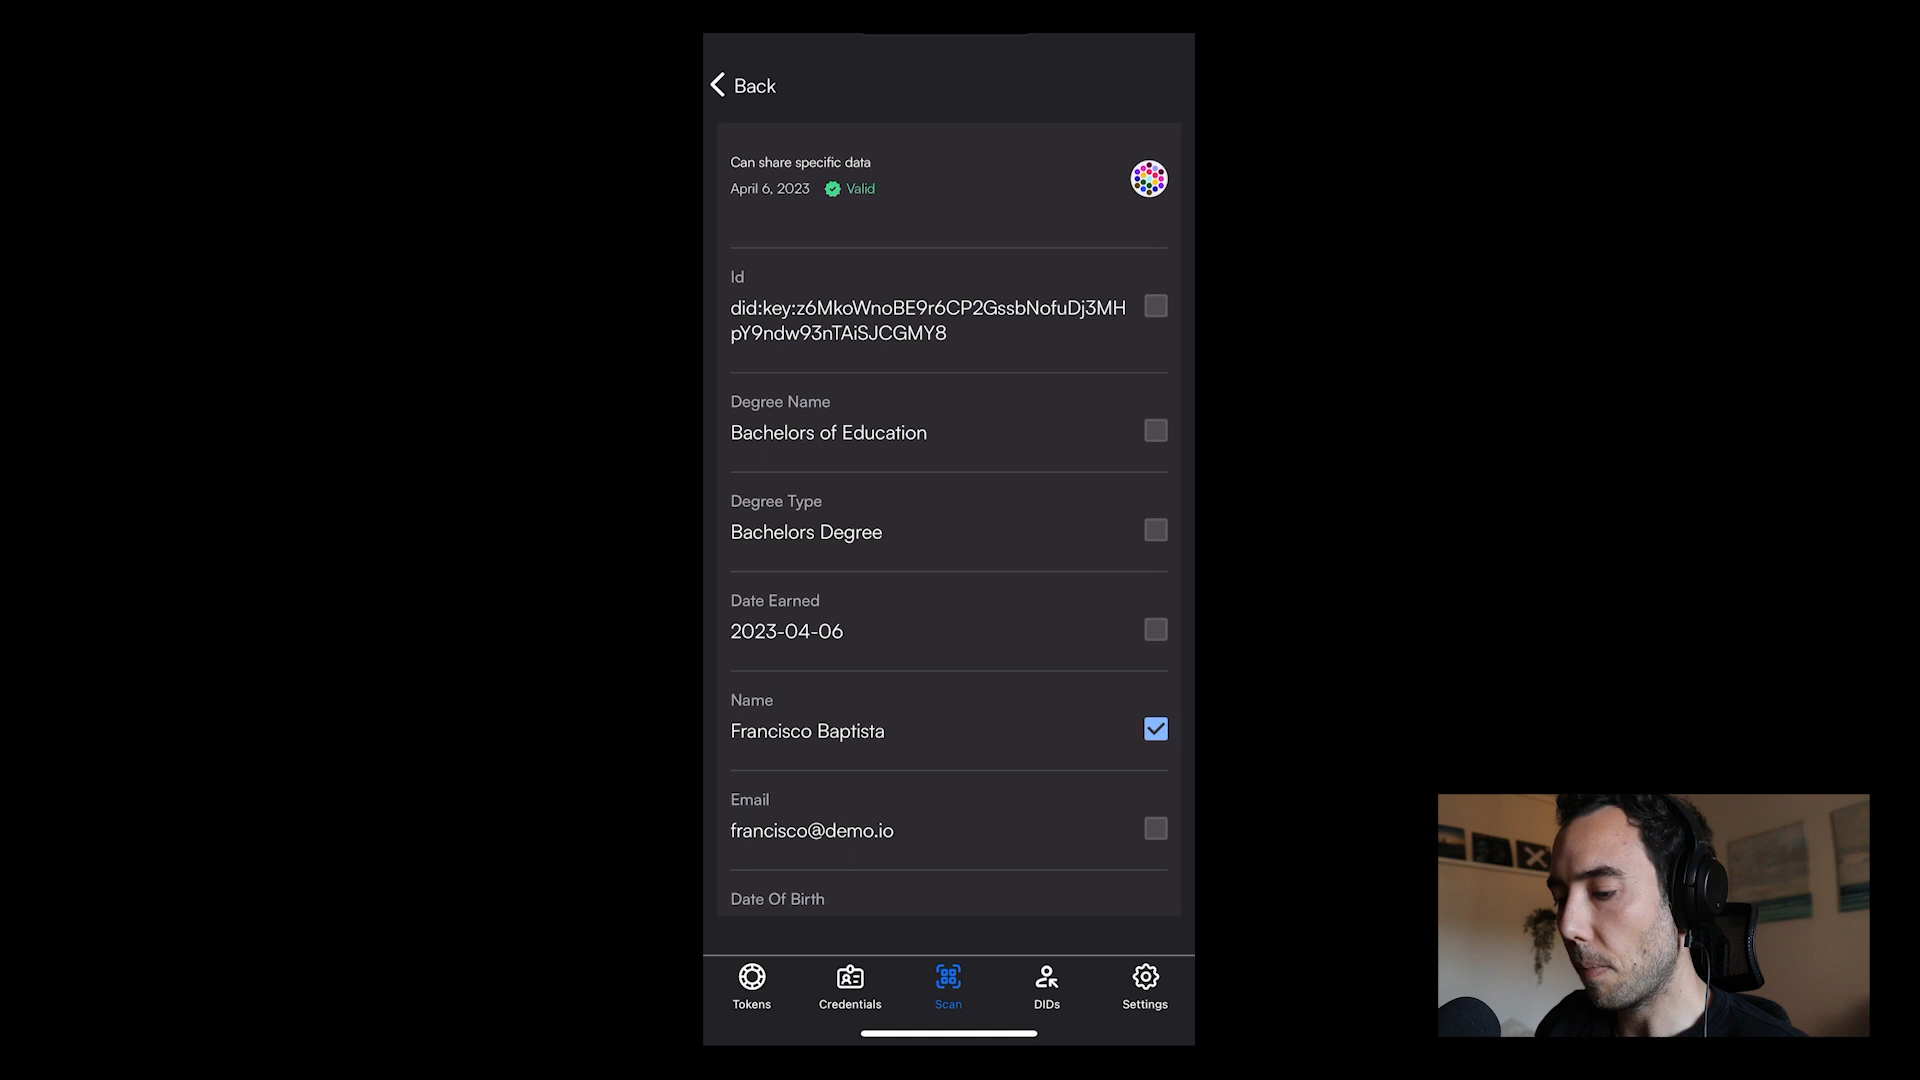 Back
Can share specific data
April 6, 2023 Valid
Id
did:key:z6MkoWnoBE9r6CP2GssbNofuDj3MH
pY9ndw93nTAiSJCGMY8
Degree Name
Bachelors of Education
Degree Type
Bachelors Degree
Date Earned
2023-04-06
Name
Francisco Baptista
Email
francisco@demo.io
Date Of Birth
Tokens
Credentials
Scan
DIDs
Settings